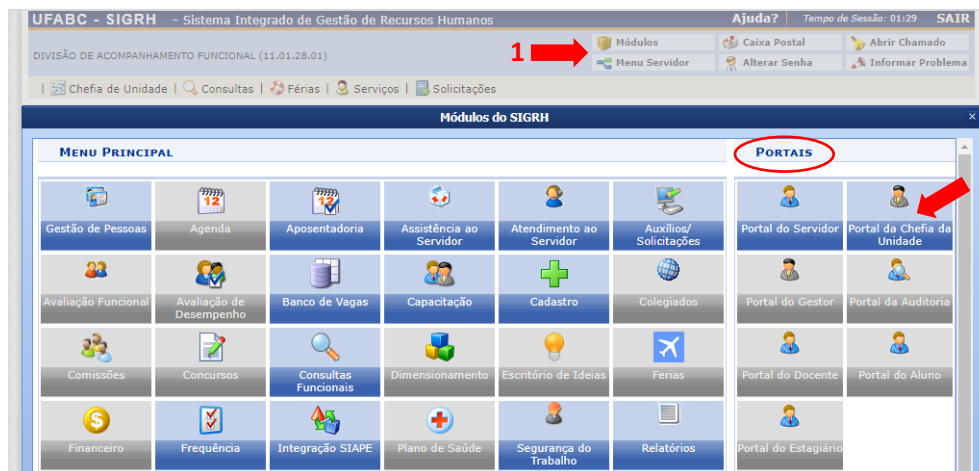 UFABC - SIGRH - Sistema Integrado de Gestão de Recursos Humanos
Ajuda? Tempo de Sessão: 01:29 SAIR
DIVISÃO DE ACOMPANHAMENTO FUNCIONAL (11.01.28.01)
1
Módulos Caixa Postal Abrir Chamado
Menu Servidor Alterar Senha Informar Problema
| Chefia de Unidade | Consultas | Férias | Serviços | Solicitações
Módulos do SIGRH ×
MENU PRINCIPAL
PORTAIS
12 12
Gestão de Pessoas Agenda Aposentadoria Assistência ao Servidor Atendimento ao Servidor Auxílios/ Solicitações Portal do Servidor Portal da Chefia da Unidade
Avaliação Funcional Avaliação de Desempenho Banco de Vagas Capacitação Cadastro Colegiados Portal do Gestor Portal da Auditoria
Comissões Concursos Consultas Funcionais Dimensionamento Escritório de Ideias Ferias Portal do Docente Portal do Aluno
Financeiro Frequência Integração SIAPE Plano de Saúde Segurança do Trabalho Relatórios Portal do Estagiário